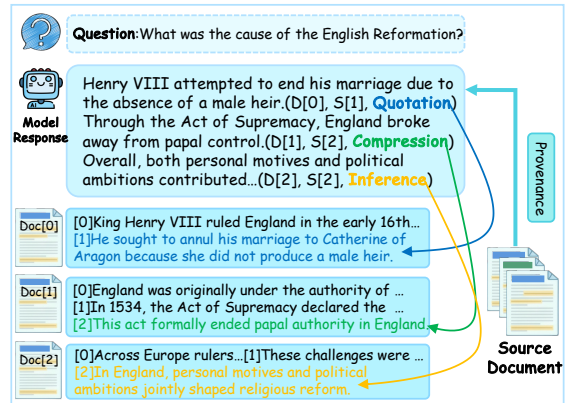 Question:What was the cause of the English Reformation?
AI
Model
Response
Henry VIII attempted to end his marriage due to
the absence of a male heir.(D[0], S[1], Quotation)
Through the Act of Supremacy, England broke
away from papal control.(D[1], S[2], Compression)
Overall, both personal motives and political
ambitions contributed...(D[2], S[2], Inference)
Provenance
Doc[0]
[0]King Henry VIII ruled England in the early 16th...
[1]He sought to annul his marriage to Catherine of
Aragon because she did not produce a male heir.
Doc[1]
[0]England was originally under the authority of ...
[1]In 1534, the Act of Supremacy declared the ...
[2]This act formally ended papal authority in England.
Doc[2]
[0]Across Europe rulers...[1]These challenges were ...
[2]In England, personal motives and political
ambitions jointly shaped religious reform.
Source
Document